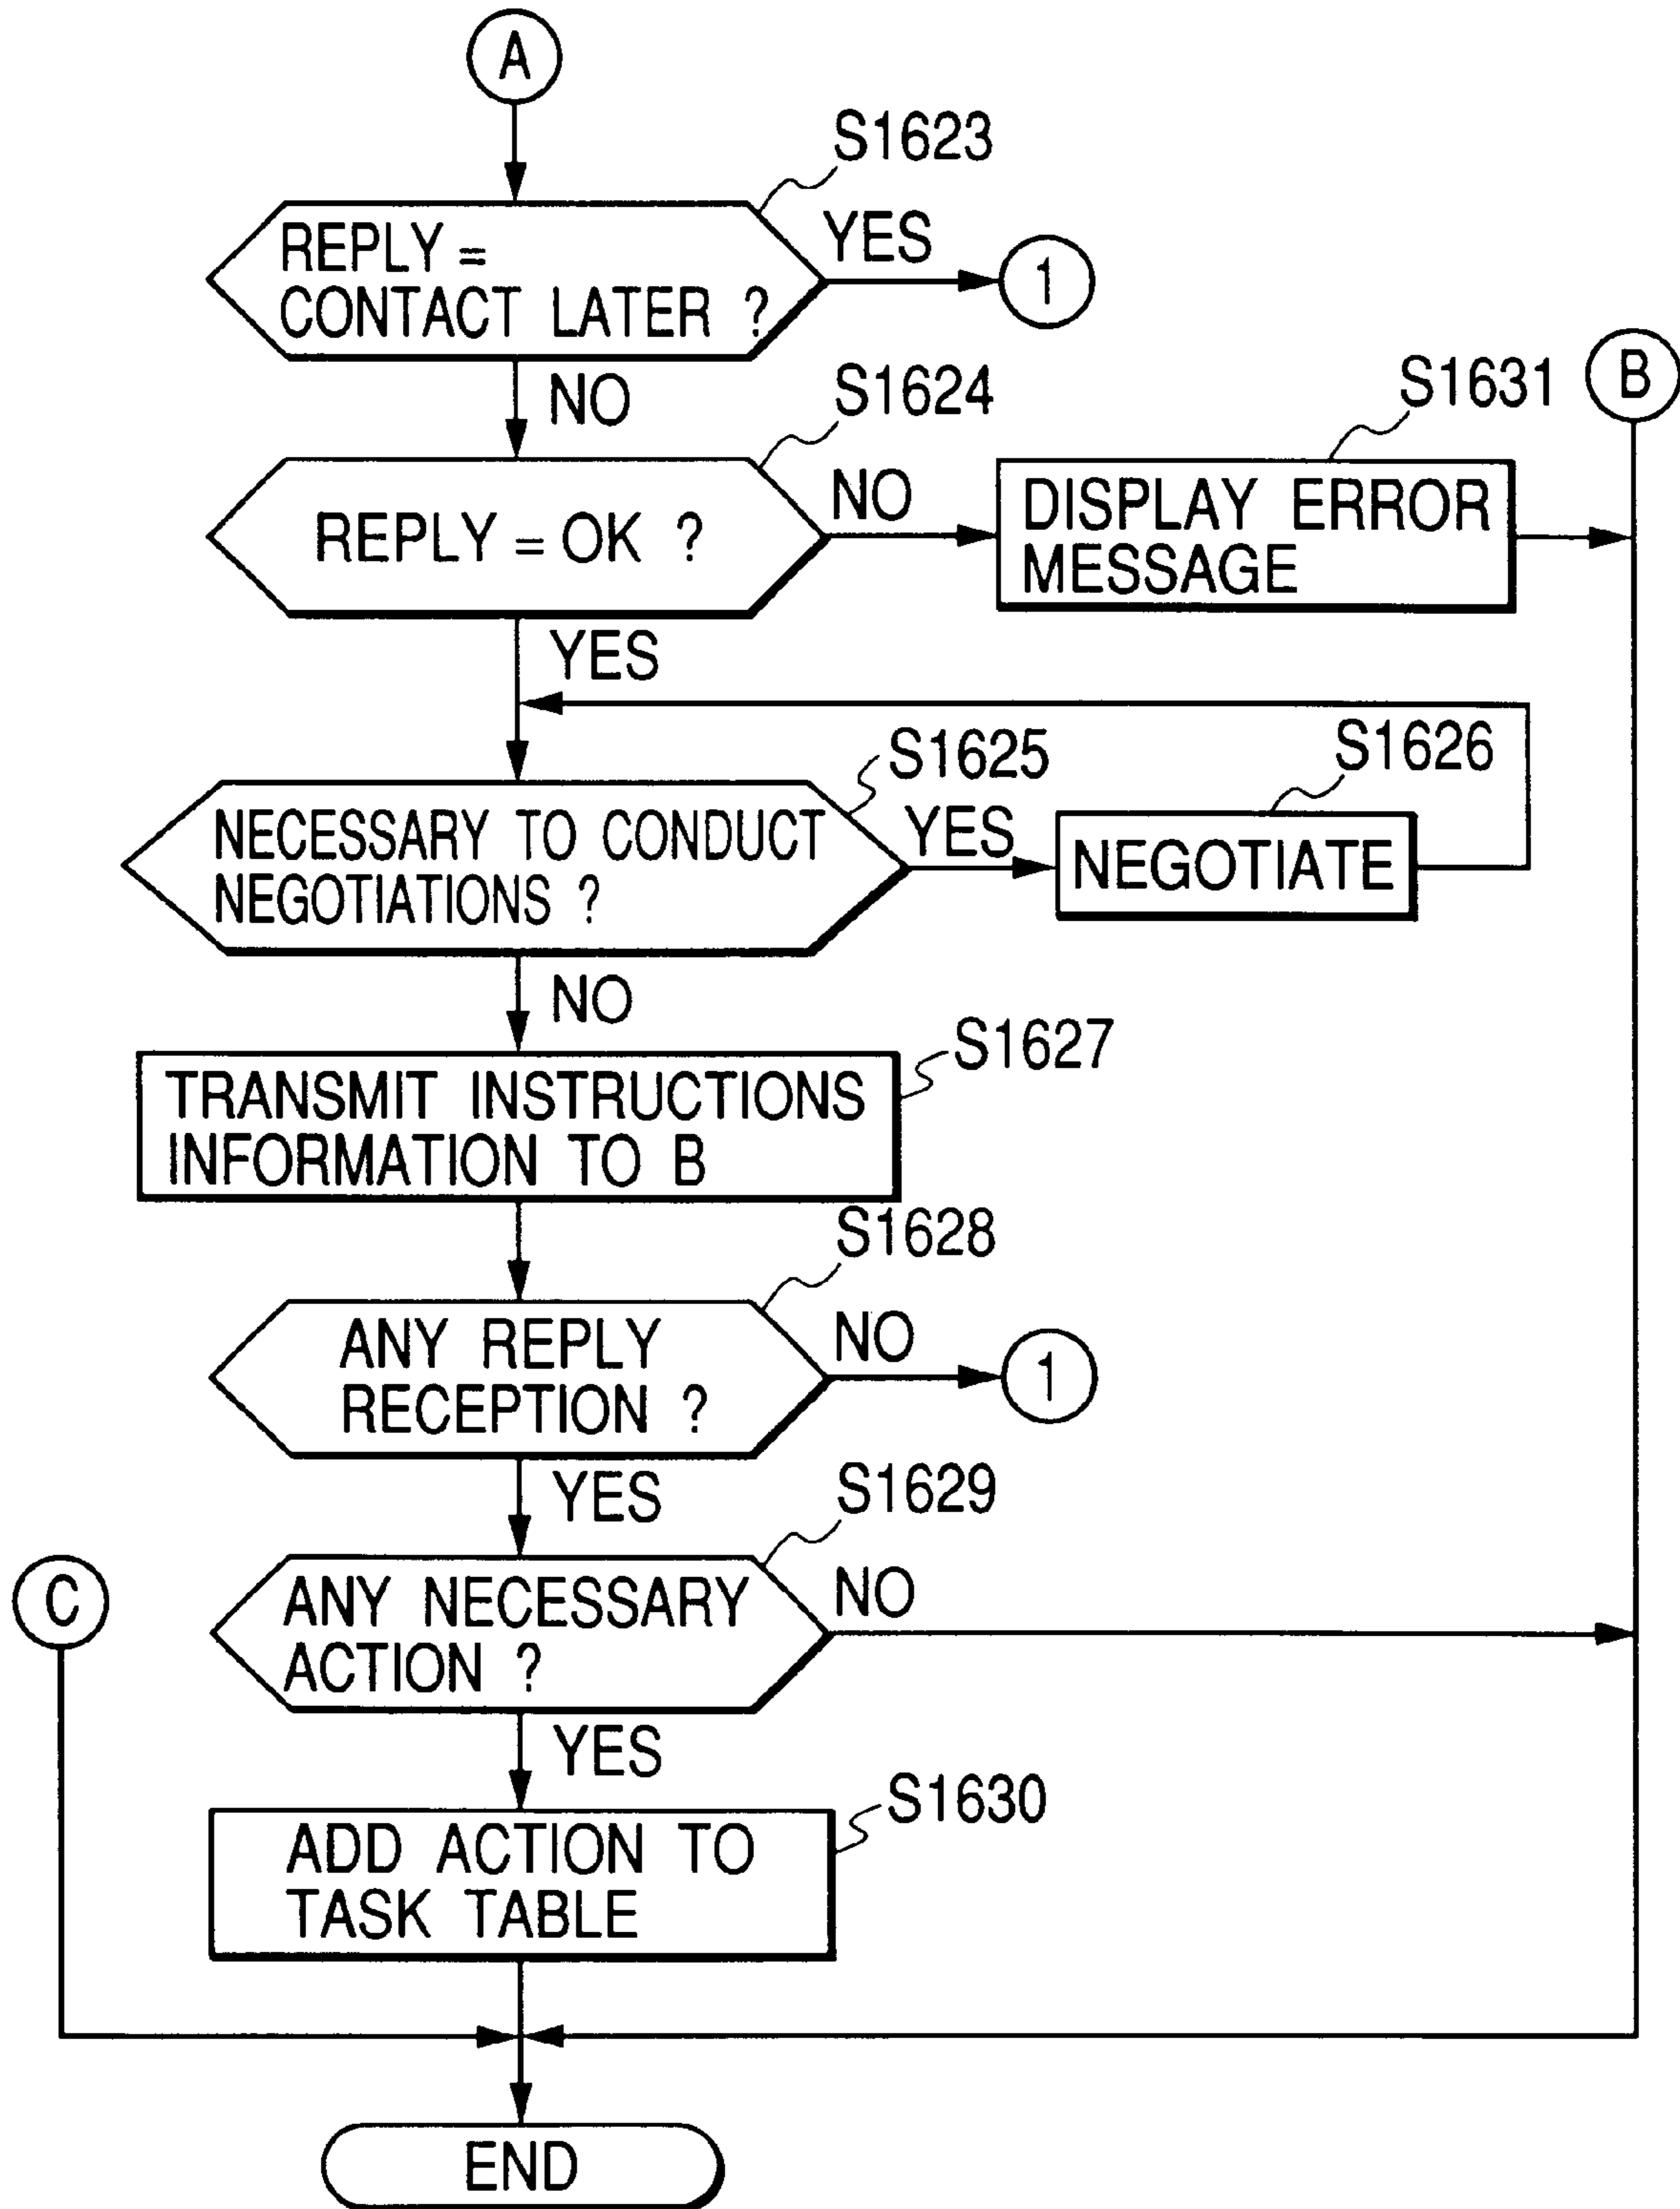 A
S1623
REPLY =
CONTACT LATER ?
YES
1
NO
S1624
S1631
B
REPLY = OK ?
NO
DISPLAY ERROR
MESSAGE
YES
S1625
S1626
NECESSARY TO CONDUCT
NEGOTIATIONS ?
YES
NEGOTIATE
NO
S1627
TRANSMIT INSTRUCTIONS
INFORMATION TO B
S1628
ANY REPLY
RECEPTION ?
NO
1
YES
S1629
C
ANY NECESSARY
ACTION ?
NO
YES
S1630
ADD ACTION TO
TASK TABLE
END